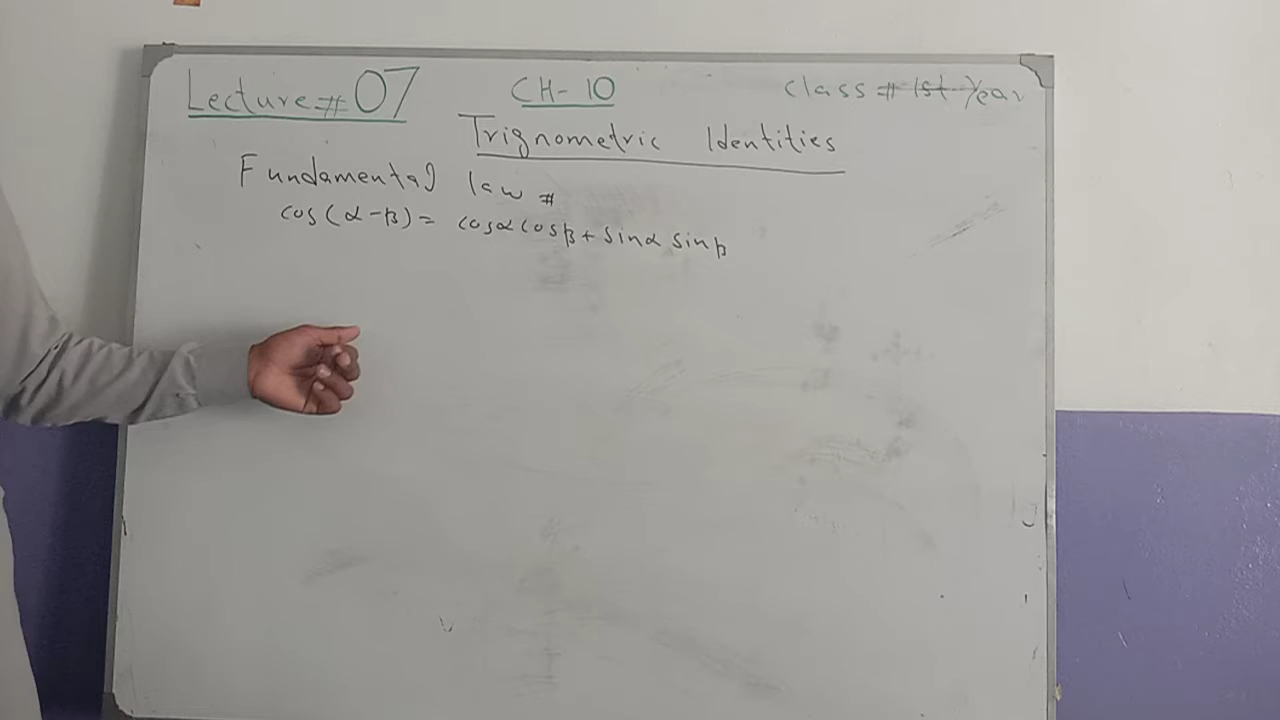 Lecture # 07 CH-10 Class # 1st Year
Trignometric Identities
Fundamental law #
cos(α-β)= cosα cosβ + sinα sinβ